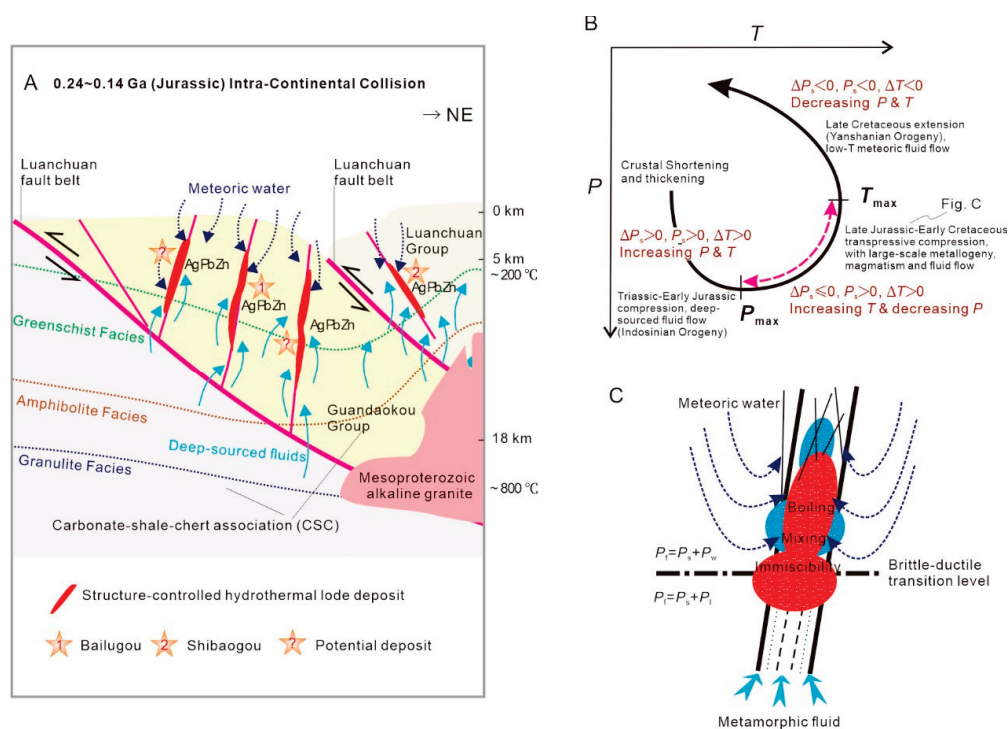 A 0.24~0.14 Ga (Jurassic) Intra-Continental Collision
→ NE
Luanchuan
fault belt
Meteoric water
Luanchuan
fault belt
0 km
Luanchuan
Group
5 km
~200 ℃
?
AgPbZn
1
AgPbZn
2
AgPbZn
AgPbZn
?
Greenschist Facies
Amphibolite Facies
Guandaokou
Group
Deep-sourced fluids
18 km
Granulite Facies
Mesoproterozoic
alkaline granite
~800 ℃
Carbonate-shale-chert association (CSC)
Structure-controlled hydrothermal lode deposit
1 Bailugou 2 Shibaogou ? Potential deposit
B
T
P
ΔPs<0, Ps<0, ΔT<0
Decreasing P & T
Late Cretaceous extension
(Yanshanian Orogeny),
low-T meteoric fluid flow
Crustal Shortening
and thickening
Tmax
Fig. C
ΔPs>0, Ps>0, ΔT>0
Increasing P & T
Late Jurassic-Early Cretaceous
transpressive compression,
with large-scale metallogeny,
magmatism and fluid flow
Triassic-Early Jurassic
compression, deep-
sourced fluid flow
(Indosinian Orogeny)
Pmax
ΔPs≤0, Ps>0, ΔT>0
Increasing T & decreasing P
C
Meteoric water
Boiling
Mixing
Immiscibility
Pf=Ps+Pw
Brittle-ductile
transition level
Pf=Ps+Pl
Metamorphic fluid